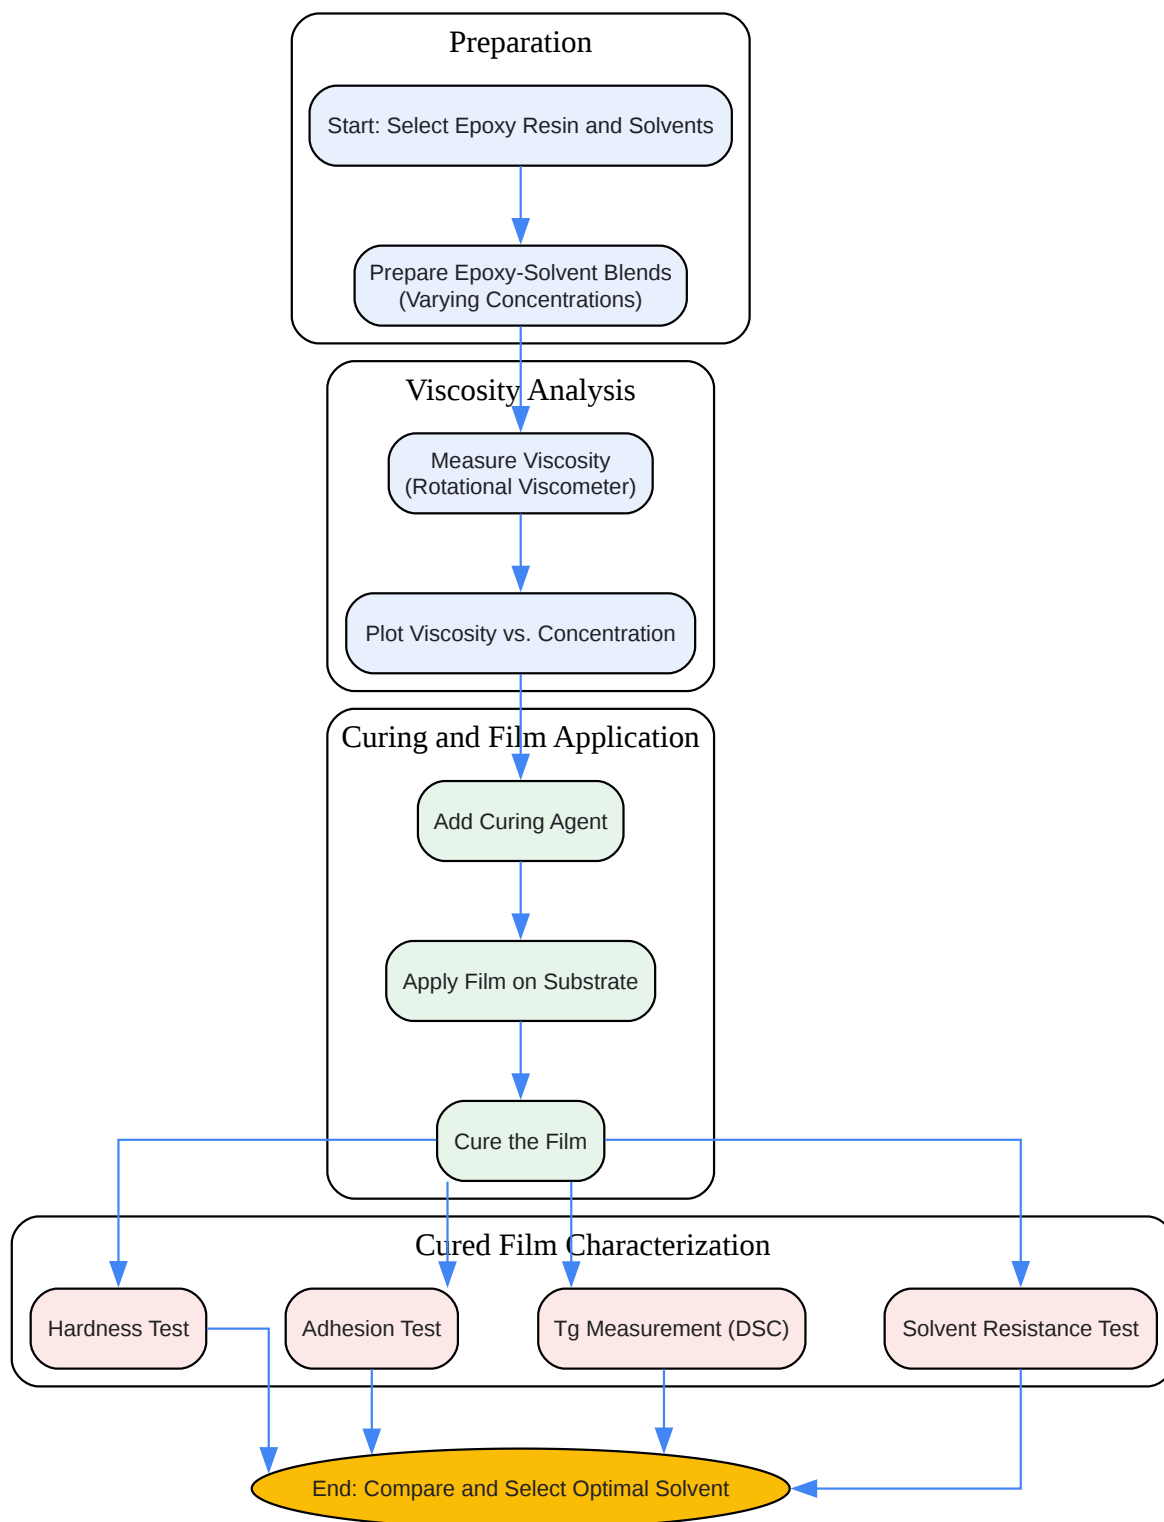 Preparation
Start: Select Epoxy Resin and Solvents
Prepare Epoxy-Solvent Blends
(Varying Concentrations)
Viscosity Analysis
Measure Viscosity
(Rotational Viscometer)
Plot Viscosity vs. Concentration
Curing and Film Application
Add Curing Agent
Apply Film on Substrate
Cure the Film
Cured Film Characterization
Hardness Test
Adhesion Test
Tg Measurement (DSC)
Solvent Resistance Test
End: Compare and Select Optimal Solvent